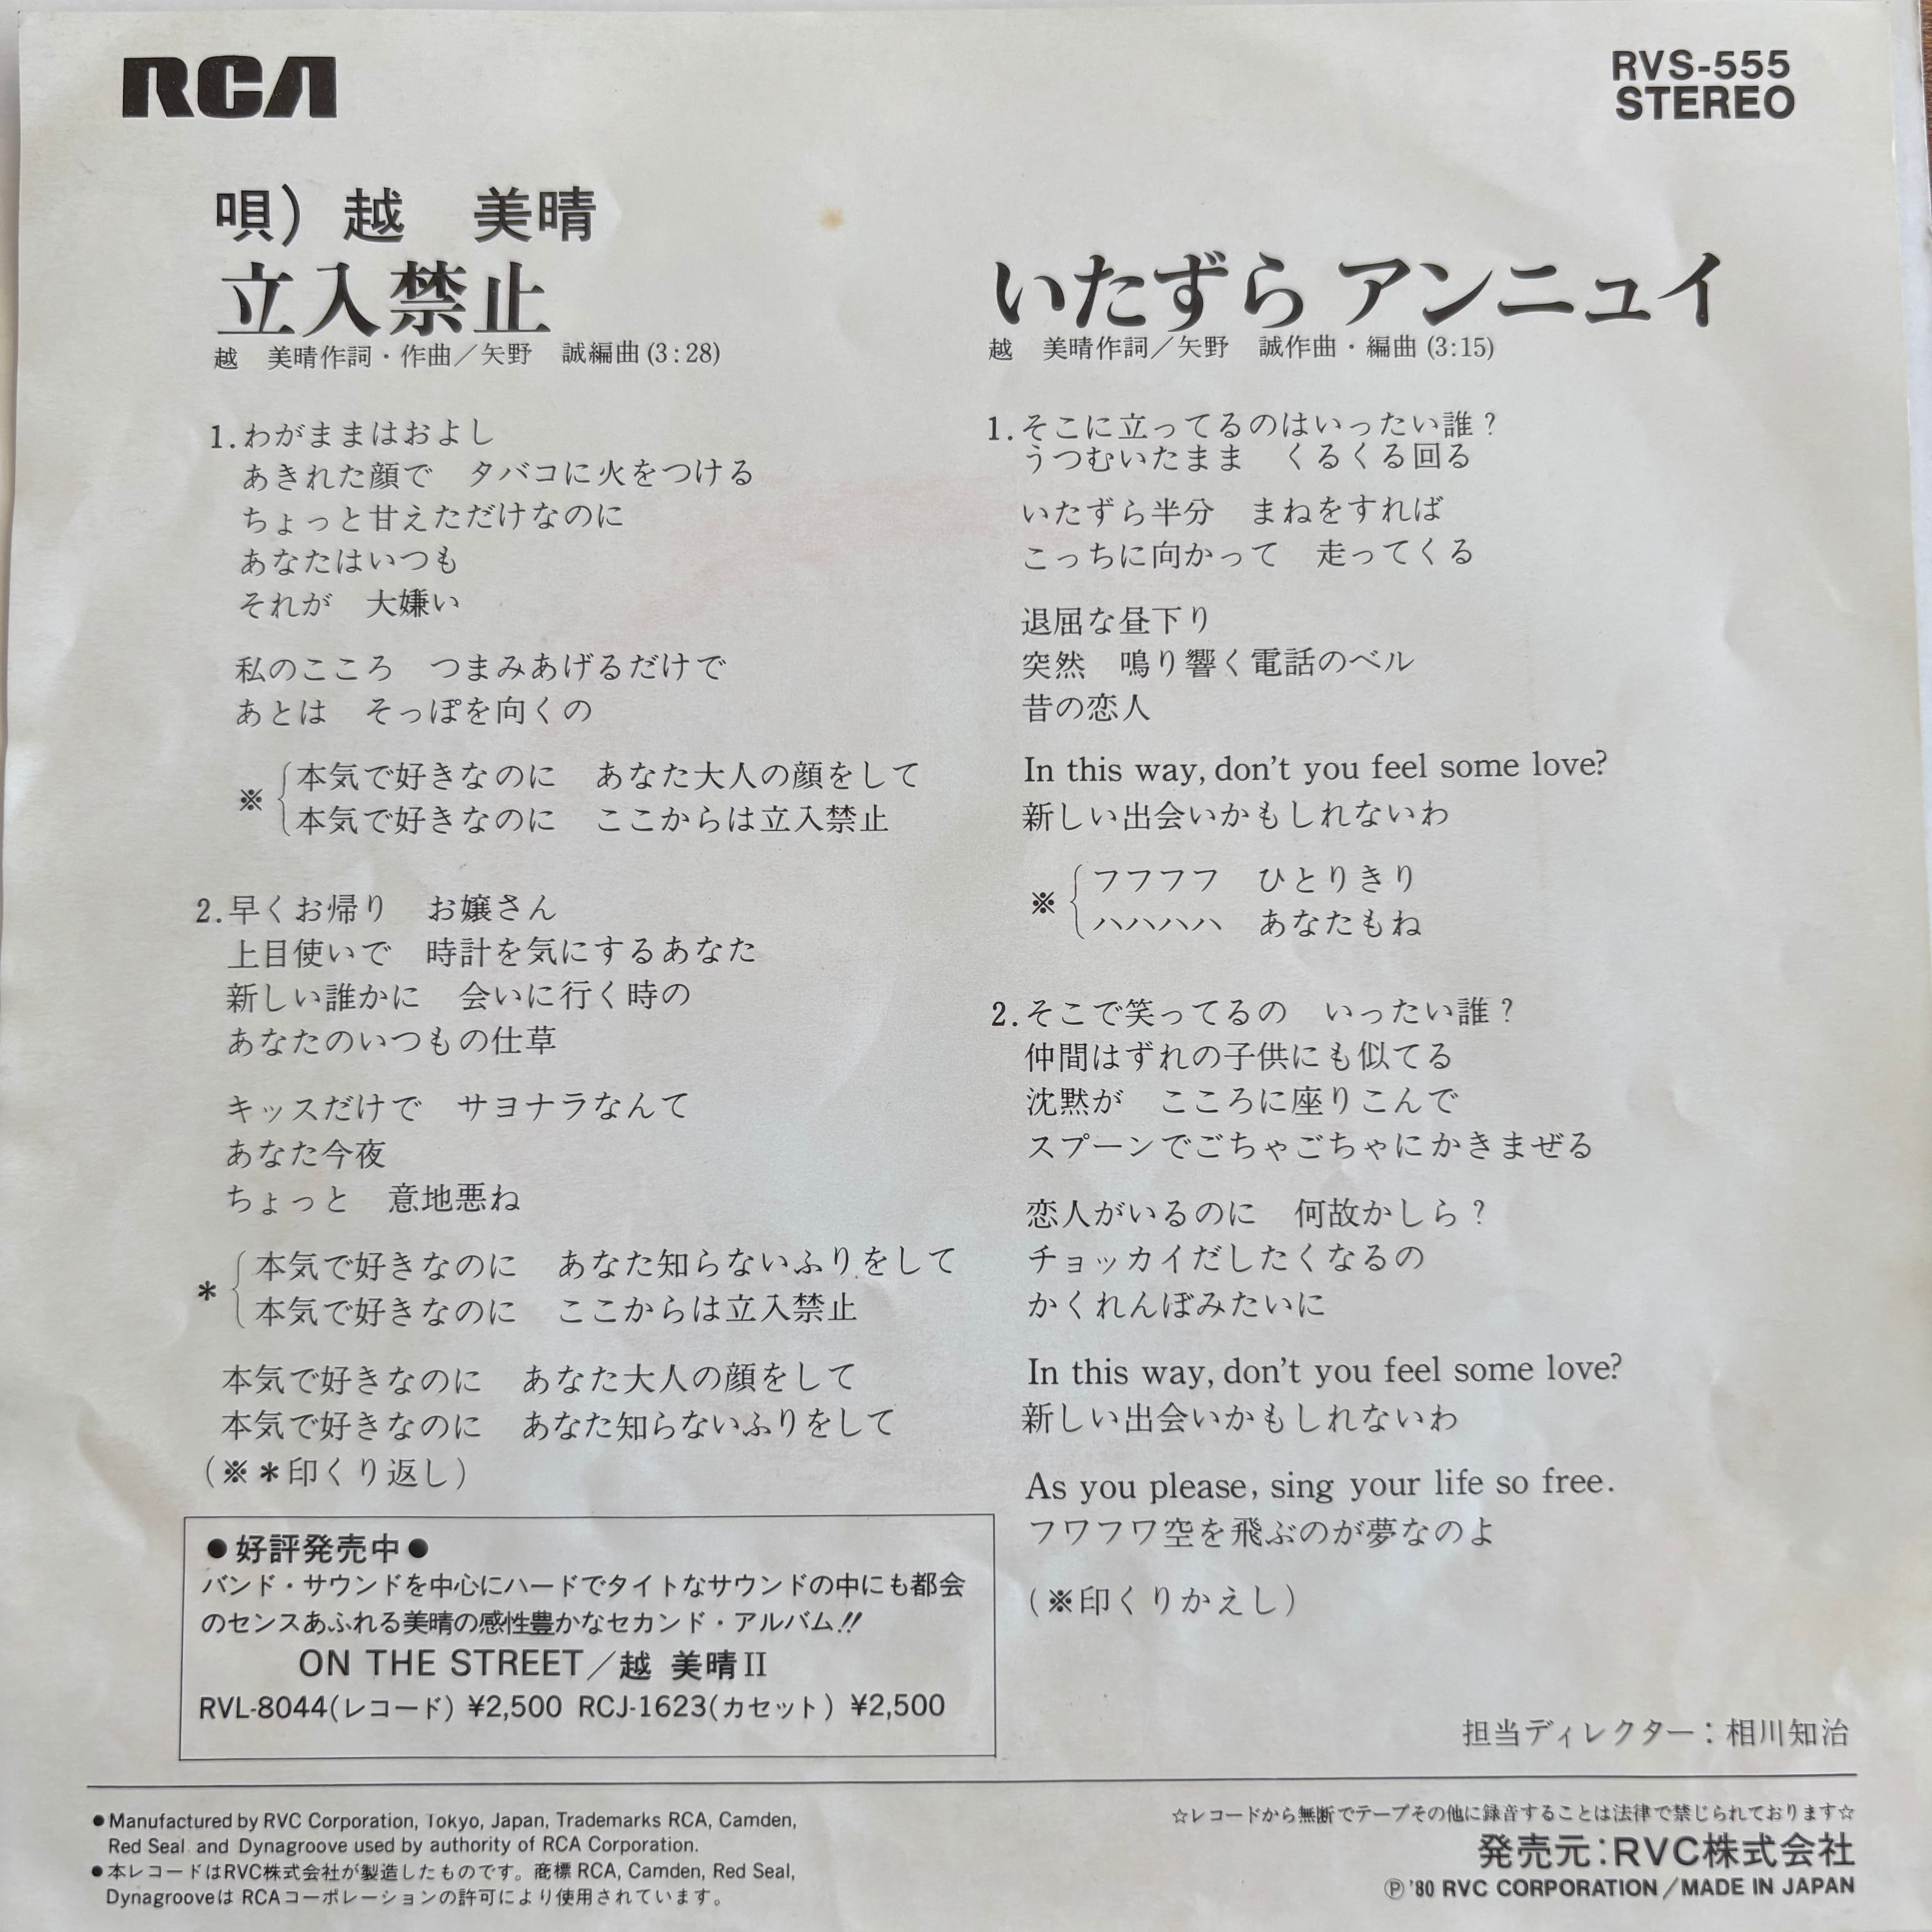 RCA
RVS-555
STEREO
唄）越　美晴
立入禁止
越　美晴作詞・作曲／矢野　誠編曲(3:28)
1.わがままはおよし
あきれた顔で　タバコに火をつける
ちょっと甘えただけなのに
あなたはいつも
それが　大嫌い
私のこころ　つまみあげるだけで
あとは　そっぽを向くの
※
本気で好きなのに　あなた大人の顔をして
本気で好きなのに　ここからは立入禁止
2.早くお帰り　お嬢さん
上目使いで　時計を気にするあなた
新しい誰かに　会いに行く時の
あなたのいつもの仕草
キッスだけで　サヨナラなんて
あなた今夜
ちょっと　意地悪ね
＊
本気で好きなのに　あなた知らないふりをして
本気で好きなのに　ここからは立入禁止
本気で好きなのに　あなた大人の顔をして
本気で好きなのに　あなた知らないふりをして
（※＊印くり返し）
●好評発売中●
バンド・サウンドを中心にハードでタイトなサウンドの中にも都会
のセンスあふれる美晴の感性豊かなセカンド・アルバム!!
ON THE STREET／越 美晴II
RVL-8044(レコード) ¥2,500 RCJ-1623(カセット) ¥2,500
いたずら アンニュイ
越　美晴作詞／矢野　誠作曲・編曲(3:15)
1.そこに立ってるのはいったい誰？
うつむいたまま　くるくる回る
いたずら半分　まねをすれば
こっちに向かって　走ってくる
退屈な昼下り
突然　鳴り響く電話のベル
昔の恋人
In this way, don't you feel some love?
新しい出会いかもしれないわ
※
フフフフ　ひとりきり
ハハハハ　あなたもね
2.そこで笑ってるの　いったい誰？
仲間はずれの子供にも似てる
沈黙が　こころに座りこんで
スプーンでごちゃごちゃにかきまぜる
恋人がいるのに　何故かしら？
チョッカイだしたくなるの
かくれんぼみたいに
In this way, don't you feel some love?
新しい出会いかもしれないわ
As you please, sing your life so free.
フワフワ空を飛ぶのが夢なのよ
（※印くりかえし）
担当ディレクター：相川知治
●Manufactured by RVC Corporation, Tokyo, Japan, Trademarks RCA, Camden,
Red Seal and Dynagroove used by authority of RCA Corporation.
●本レコードはRVC株式会社が製造したものです。商標 RCA, Camden, Red Seal,
Dynagrooveは RCAコーポレーションの許可により使用されています。
☆レコードから無断でテープその他に録音することは法律で禁じられております☆
発売元：RVC株式会社
Ⓟ'80 RVC CORPORATION／MADE IN JAPAN